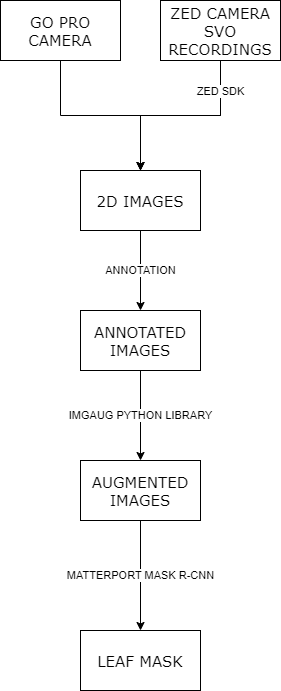 GO PRO
CAMERA
ZED CAMERA
SVO
RECORDINGS
ZED SDK
2D IMAGES
ANNOTATION
ANNOTATED
IMAGES
IMGAUG PYTHON LIBRARY
AUGMENTED
IMAGES
MATTERPORT MASK R-CNN
LEAF MASK